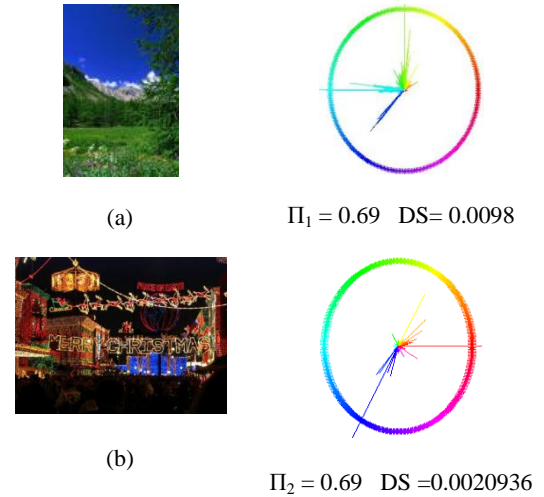 (a)
Π₁ = 0.69 DS= 0.0098
MERRY CHRISTMAS
(b)
Π₂ = 0.69 DS =0.0020936